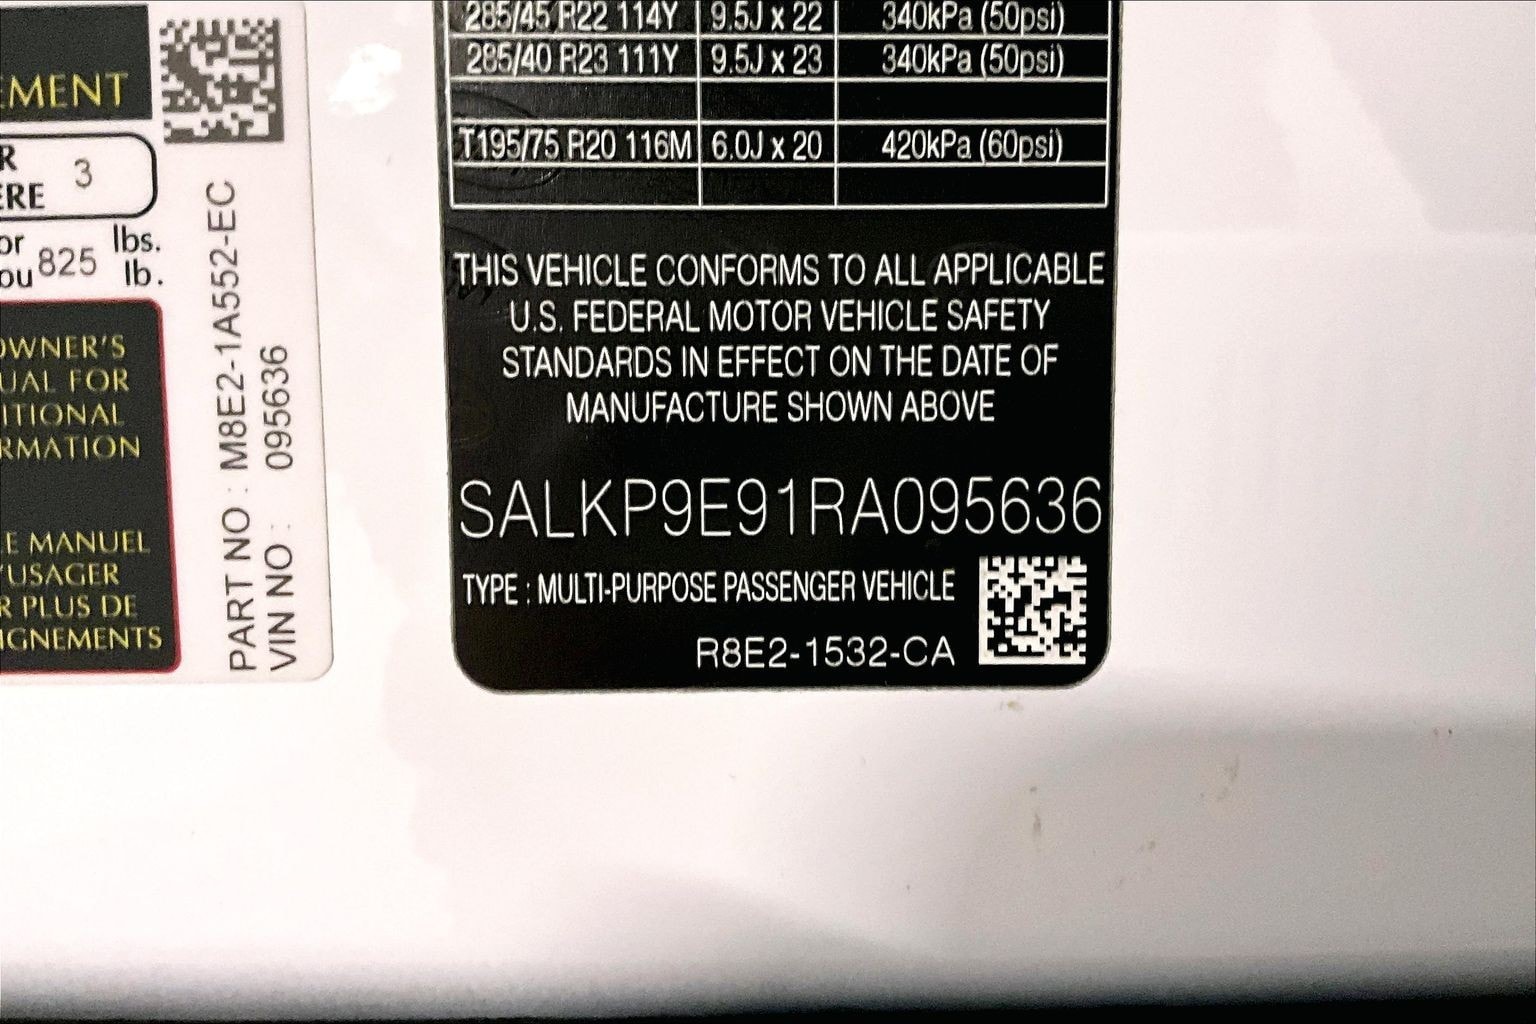 EMENT
R
ERE 3
or lbs.
ou 825 lb.
OWNER'S
UAL FOR
ITIONAL
RMATION
E MANUEL
'USAGER
R PLUS DE
IGNEMENTS
PART NO : M8E2-1A552-EC
VIN NO : 095636
285/45 R22 114Y 9.5J x 22 340kPa (50psi)
285/40 R23 111Y 9.5J x 23 340kPa (50psi)
T195/75 R20 116M 6.0J x 20 420kPa (60psi)
THIS VEHICLE CONFORMS TO ALL APPLICABLE
U.S. FEDERAL MOTOR VEHICLE SAFETY
STANDARDS IN EFFECT ON THE DATE OF
MANUFACTURE SHOWN ABOVE
SALKP9E91RA095636
TYPE : MULTI-PURPOSE PASSENGER VEHICLE
R8E2-1532-CA